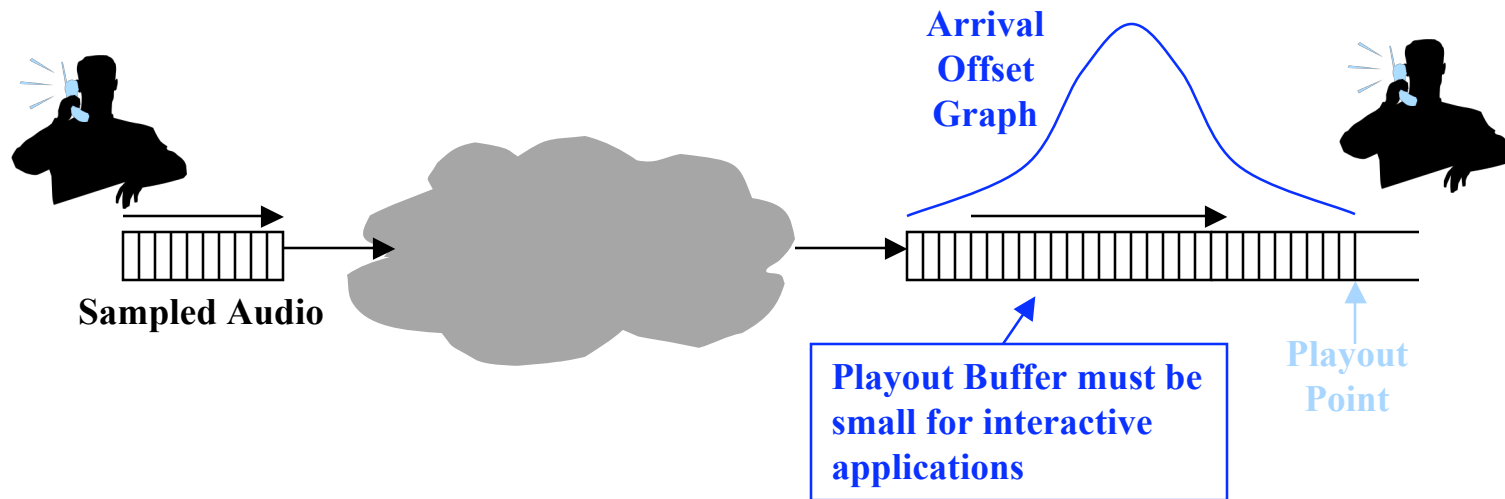 Arrival
Offset
Graph
Sampled Audio
Playout Buffer must be
small for interactive
applications
Playout
Point